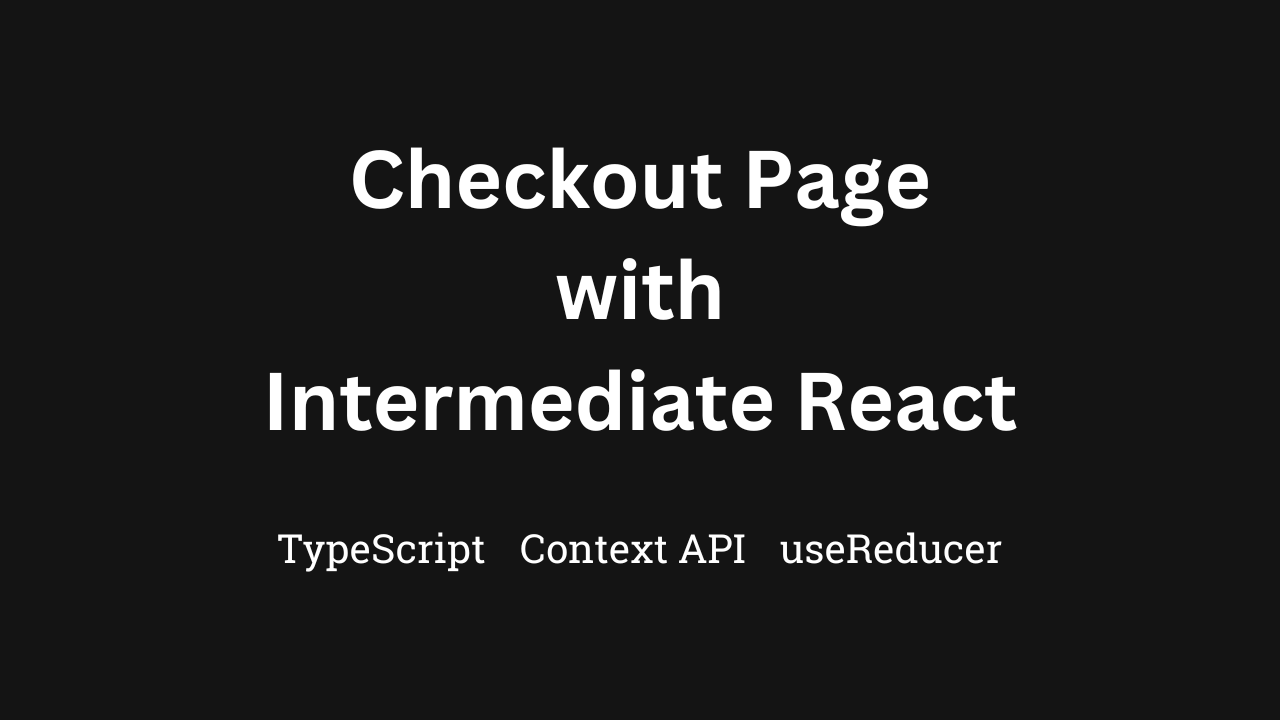 Checkout Page
with
Intermediate React
TypeScript Context API useReducer